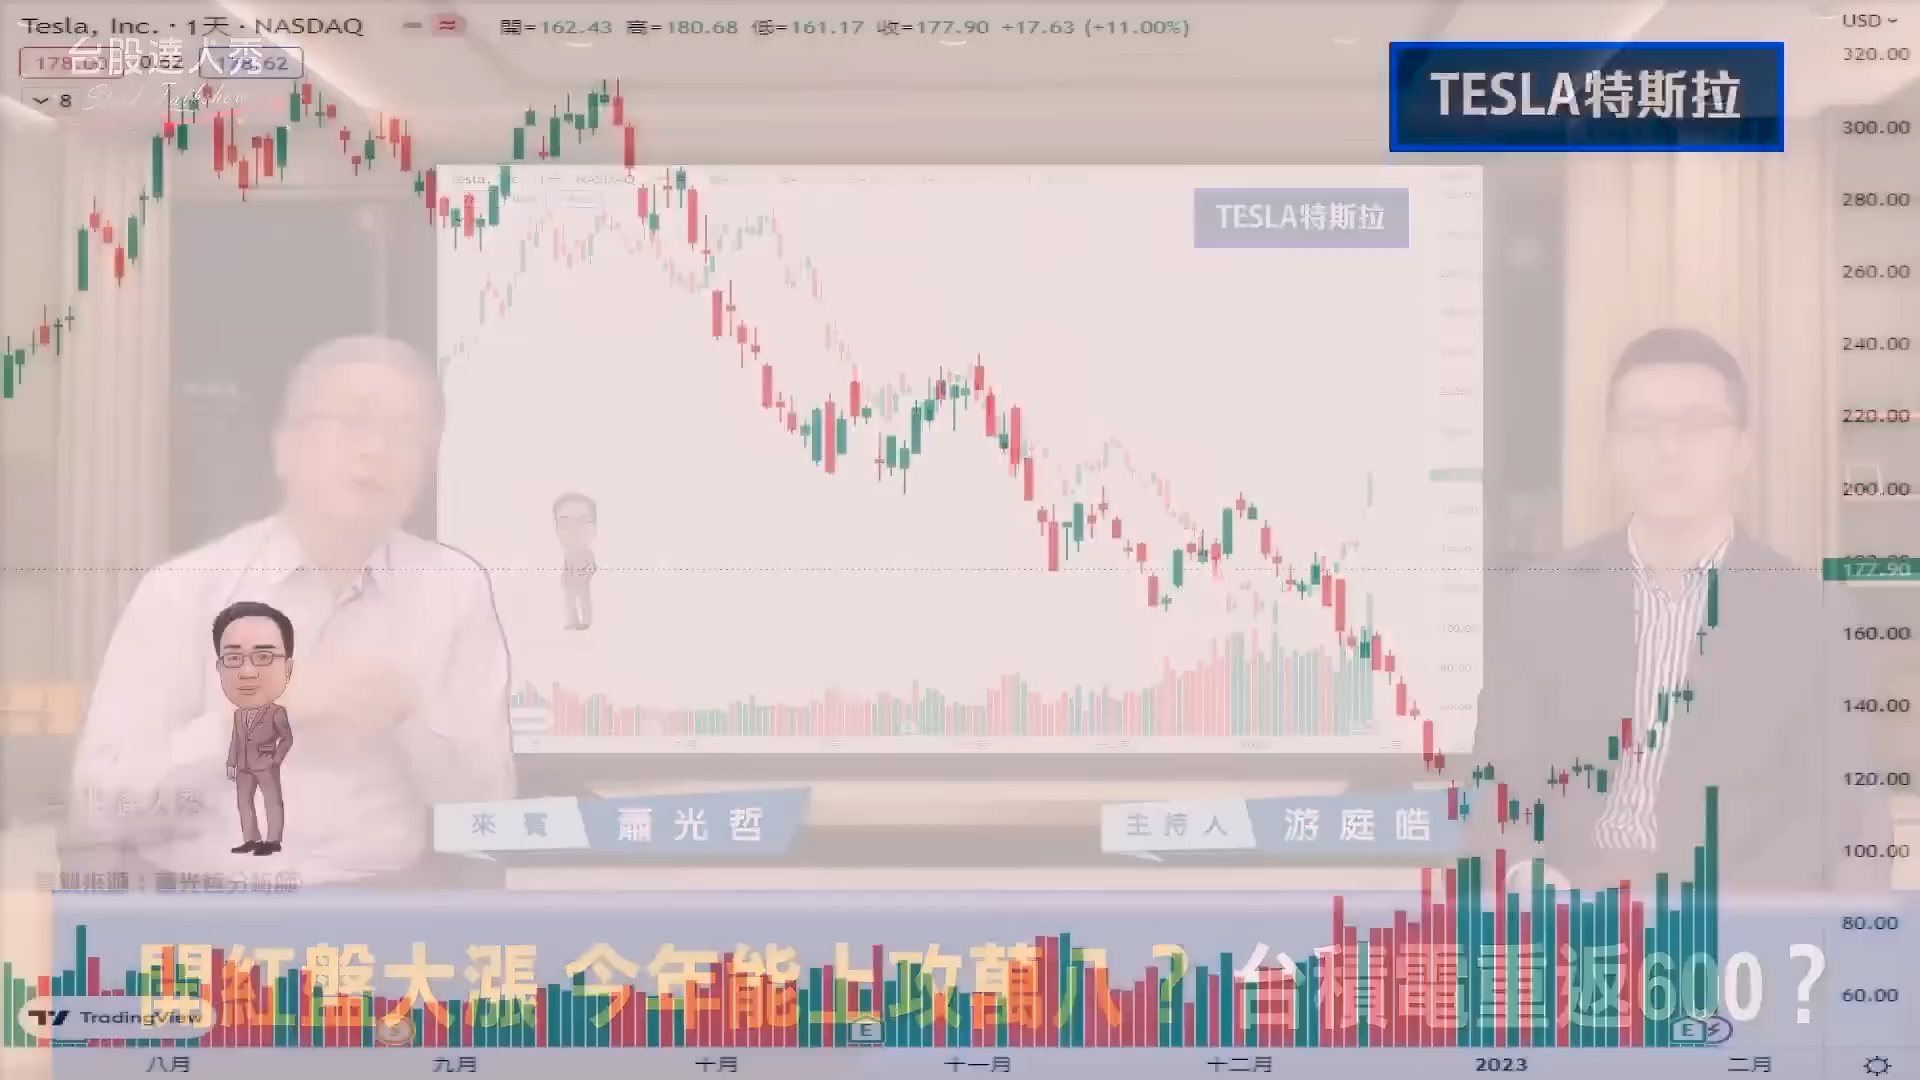 Tesla, Inc. · 1天 · NASDAQ
開=162.43 高=180.68 低=161.17 收=177.90 +17.63 (+11.00%)
USD
台股達人秀
178.62
8
Stock Talkshow
TESLA特斯拉
TESLA特斯拉
320.00
300.00
280.00
260.00
240.00
220.00
200.00
177.90
160.00
140.00
120.00
100.00
80.00
60.00
來賓 蕭光哲
主持人 游庭皓
開紅盤大漲 今年能上攻萬八？ 台積電重返600？
TradingView
E
E
八月 九月 十月 十一月 十二月 2023 二月